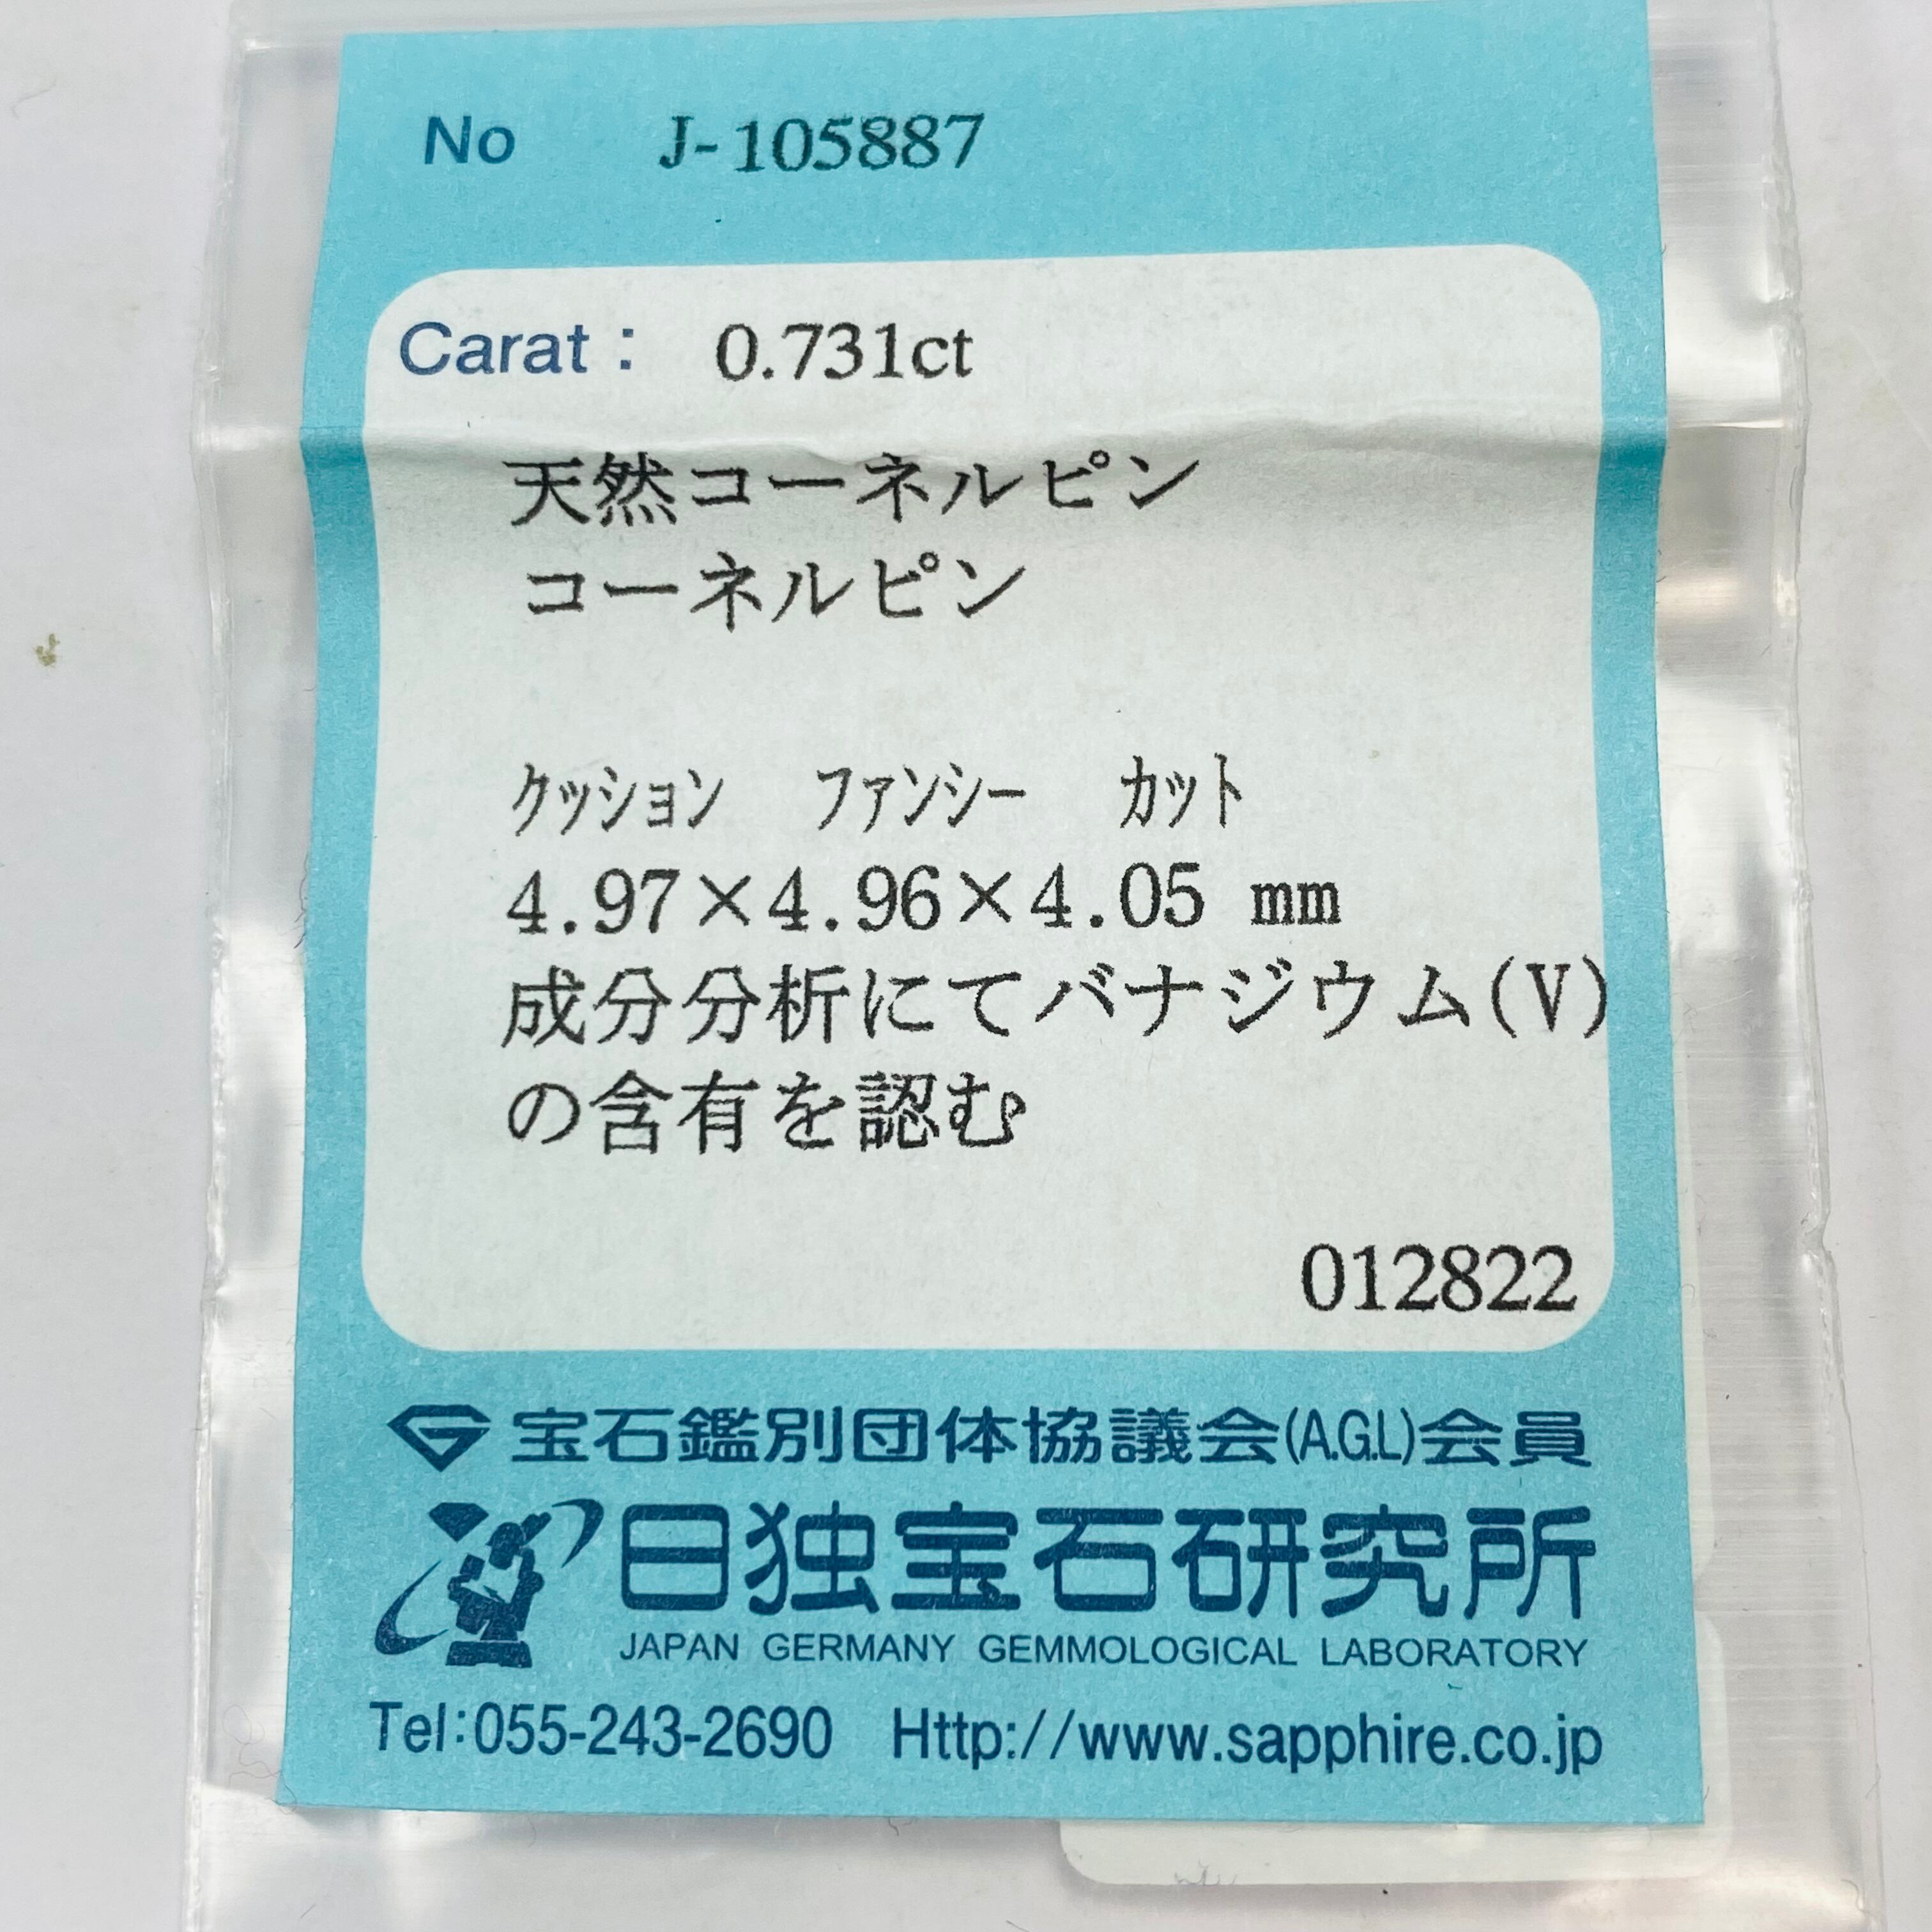 No J-105887
Carat： 0.731ct
天然コーネルピン
コーネルピン
ｸｯｼｮﾝ ﾌｧﾝｼｰ ｶｯﾄ
4.97×4.96×4.05 mm
成分分析にてバナジウム(V)
の含有を認む
012822
宝石鑑別団体協議会(A.G.L)会員
日独宝石研究所
JAPAN GERMANY GEMMOLOGICAL LABORATORY
Tel:055-243-2690 Http://www.sapphire.co.jp